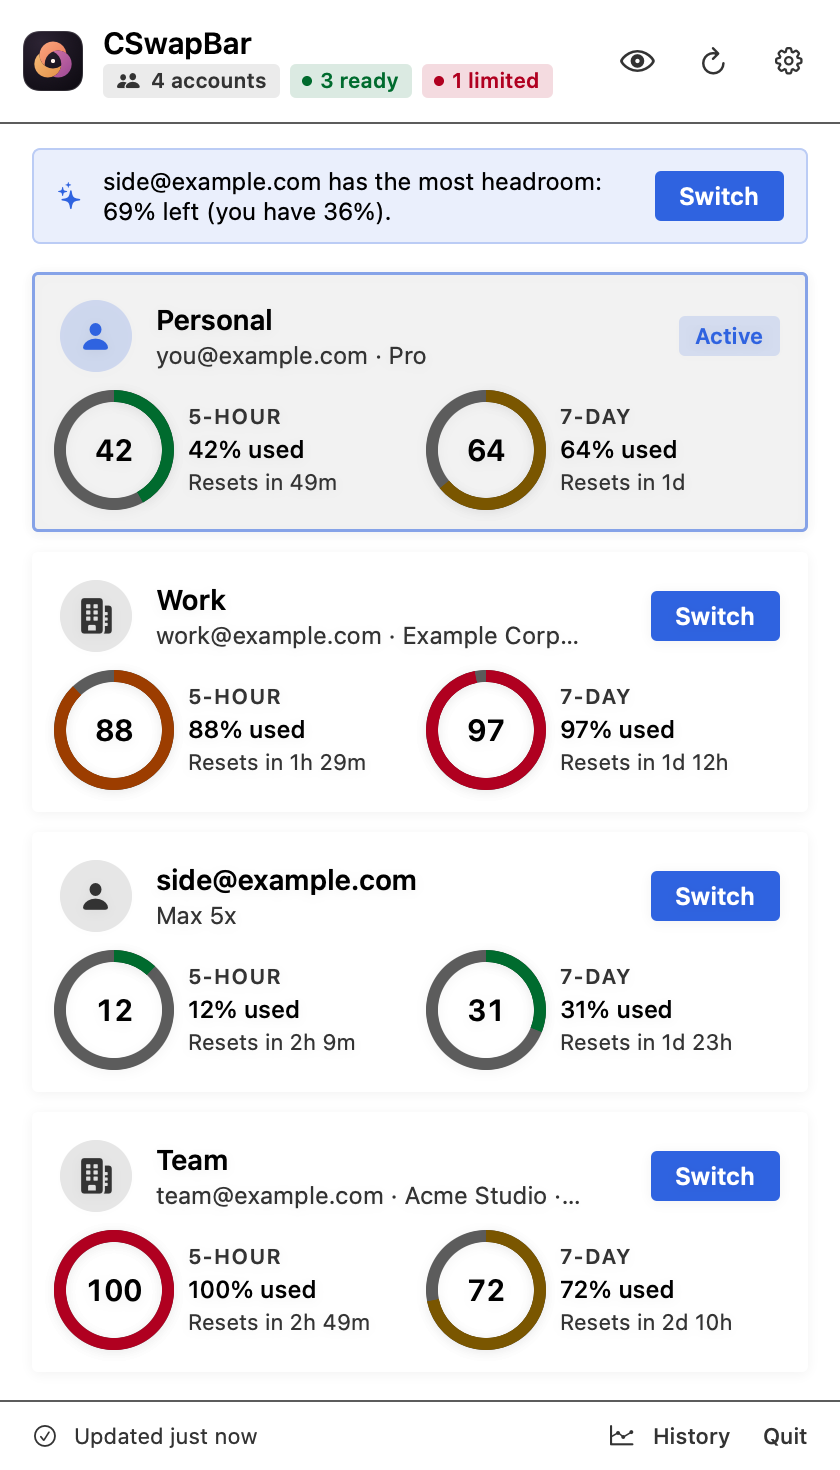 CSwapBar
4 accounts
3 ready
1 limited
side@example.com has the most headroom:
69% left (you have 36%).
Switch
Personal
you@example.com · Pro
Active
42
5-HOUR
42% used
Resets in 49m
64
7-DAY
64% used
Resets in 1d
Work
work@example.com · Example Corp...
Switch
88
5-HOUR
88% used
Resets in 1h 29m
97
7-DAY
97% used
Resets in 1d 12h
side@example.com
Max 5x
Switch
12
5-HOUR
12% used
Resets in 2h 9m
31
7-DAY
31% used
Resets in 1d 23h
Team
team@example.com · Acme Studio ·...
Switch
100
5-HOUR
100% used
Resets in 2h 49m
72
7-DAY
72% used
Resets in 2d 10h
Updated just now
History
Quit